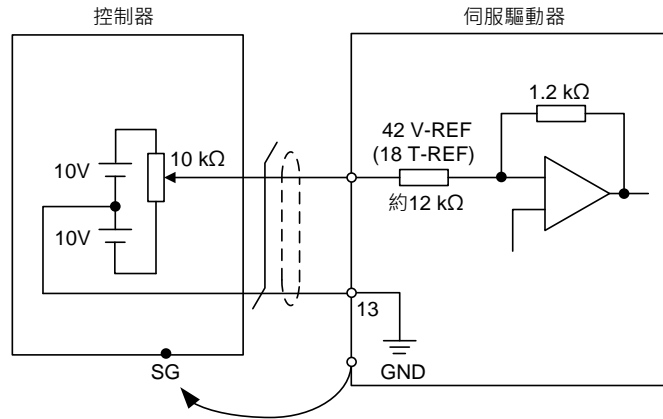 控制器
伺服驅動器
10V
10V
10 kΩ
42 V-REF
(18 T-REF)
約12 kΩ
1.2 kΩ
13
GND
SG